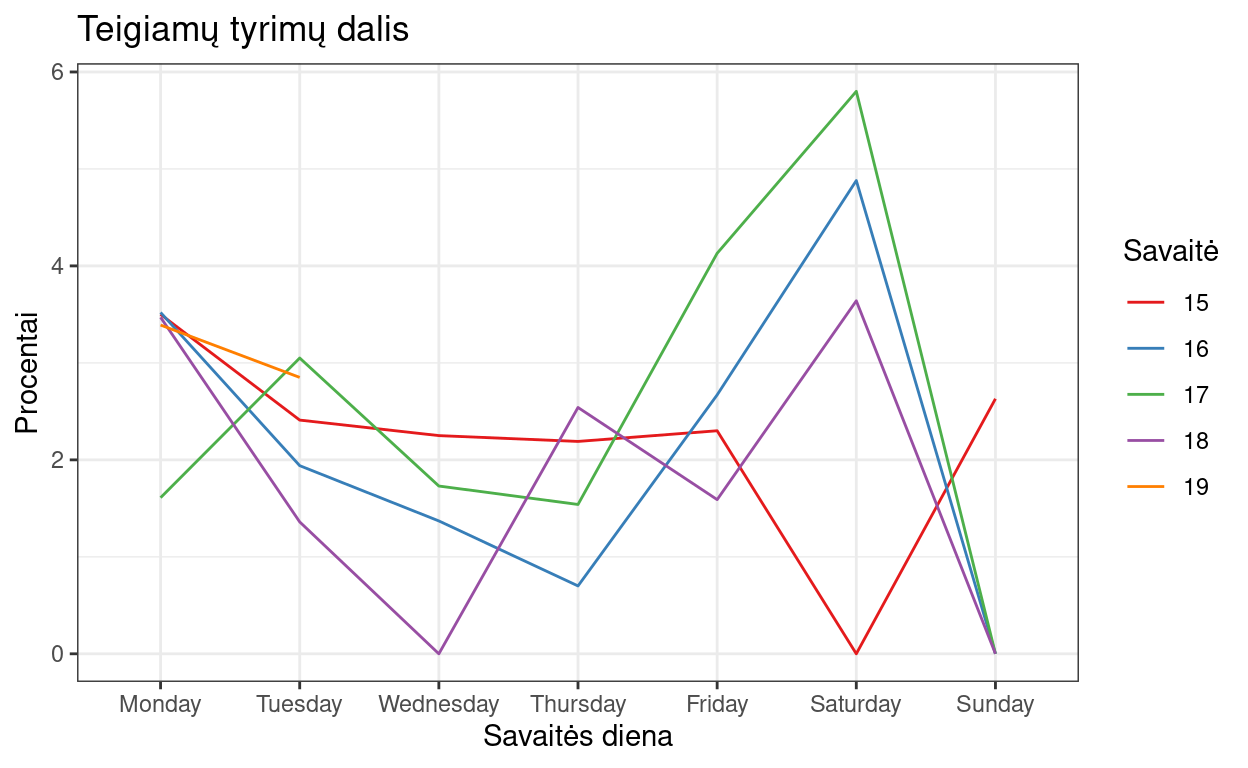 Teigiamų tyrimų dalis
Procentai
6
4
2
0
Monday Tuesday Wednesday Thursday Friday Saturday Sunday
Savaitės diena
Savaitė
15
16
17
18
19